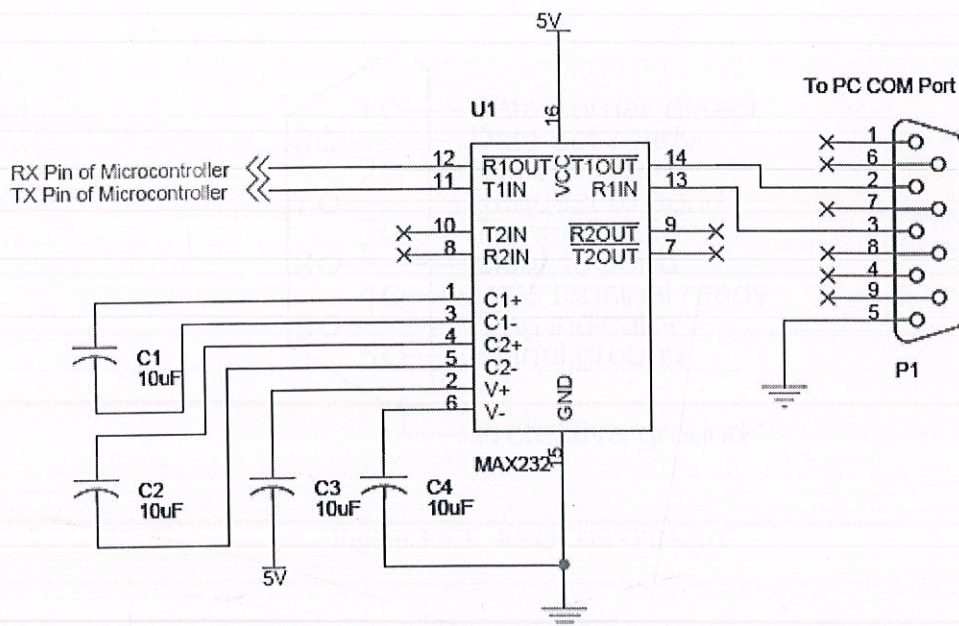 5V
To PC COM Port
U1
16
RX Pin of Microcontroller
TX Pin of Microcontroller
12
11
R1OUT
T1IN
VCC
T1OUT
R1IN
14
13
10
8
T2IN
R2IN
R2OUT
T2OUT
9
7
1
3
4
5
2
6
C1+
C1-
C2+
C2-
V+
V-
GND
15
MAX232
1
6
2
7
3
8
4
9
5
P1
C1
10uF
C2
10uF
C3
10uF
C4
10uF
5V